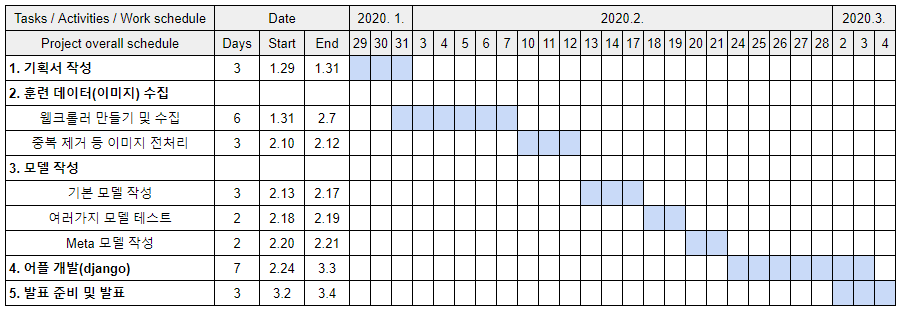 Tasks / Activities / Work schedule Date 2020. 1. 2020.2. 2020.3.
Project overall schedule Days Start End 29 30 31 3 4 5 6 7 10 11 12 13 14 17 18 19 20 21 24 25 26 27 28 2 3 4
1. 기획서 작성 3 1.29 1.31
2. 훈련 데이터(이미지) 수집
웹크롤러 만들기 및 수집 6 1.31 2.7
중복 제거 등 이미지 전처리 3 2.10 2.12
3. 모델 작성
기본 모델 작성 3 2.13 2.17
여러가지 모델 테스트 2 2.18 2.19
Meta 모델 작성 2 2.20 2.21
4. 어플 개발(django) 7 2.24 3.3
5. 발표 준비 및 발표 3 3.2 3.4